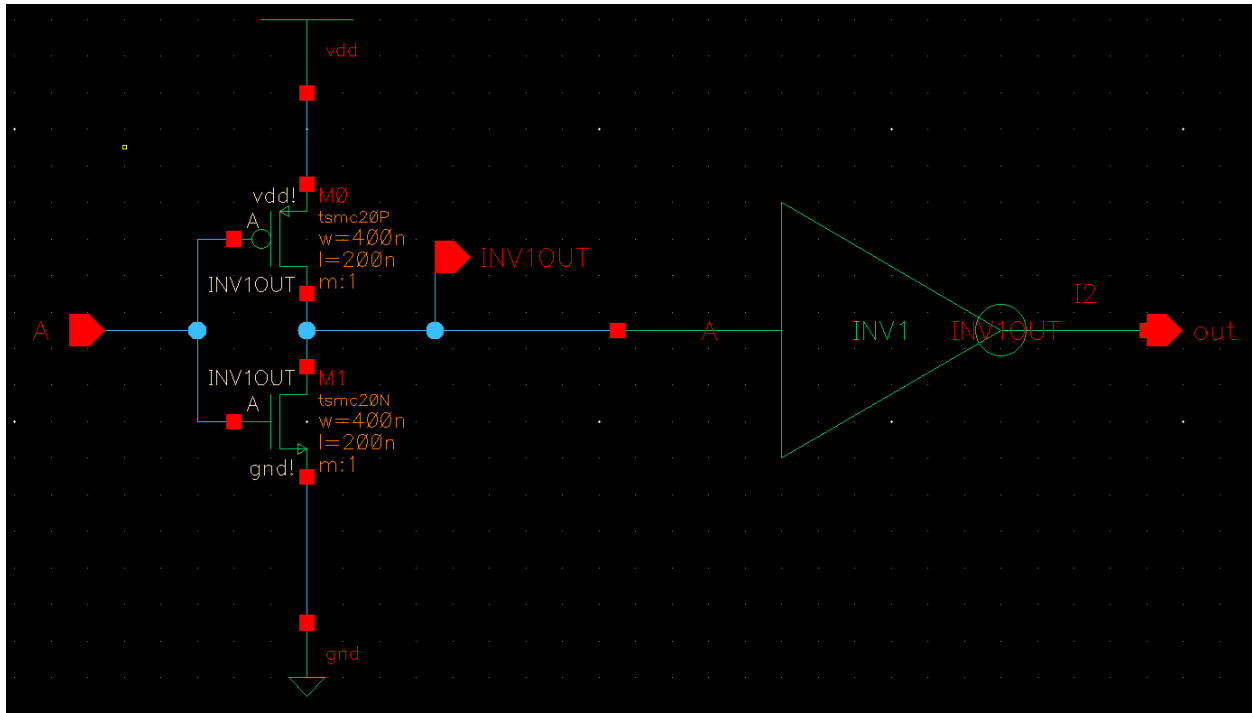 vdd
vdd!
M0
A
tsmc20P
w=400n
l=200n
m:1
INV1OUT
INV1OUT
A
A
INV1
INV1OUT
I2
out
INV1OUT
M1
A
tsmc20N
w=400n
l=200n
m:1
gnd!
gnd